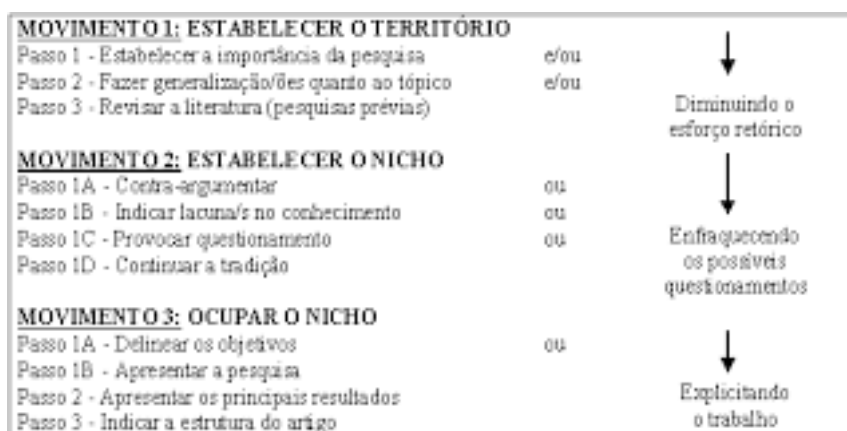 MOVIMENTO 1: ESTABELECER O TERRITÓRIO
Passo 1 - Estabelecer a importância da pesquisa e/ou
Passo 2 - Fazer generalização/ões quanto ao tópico e/ou
Passo 3 - Revisar a literatura (pesquisas prévias)
Diminuindo o
esforço retórico
MOVIMENTO 2: ESTABELECER O NICHO
Passo 1A - Contra-argumentar ou
Passo 1B - Indicar lacuna/s no conhecimento ou
Passo 1C - Provocar questionamento ou
Passo 1D - Continuar a tradição
Enfraquecendo
os possíveis
questionamentos
MOVIMENTO 3: OCUPAR O NICHO
Passo 1A - Delinear os objetivos ou
Passo 1B - Apresentar a pesquisa
Passo 2 - Apresentar os principais resultados
Passo 3 - Indicar a estrutura do artigo
Explicitando
o trabalho